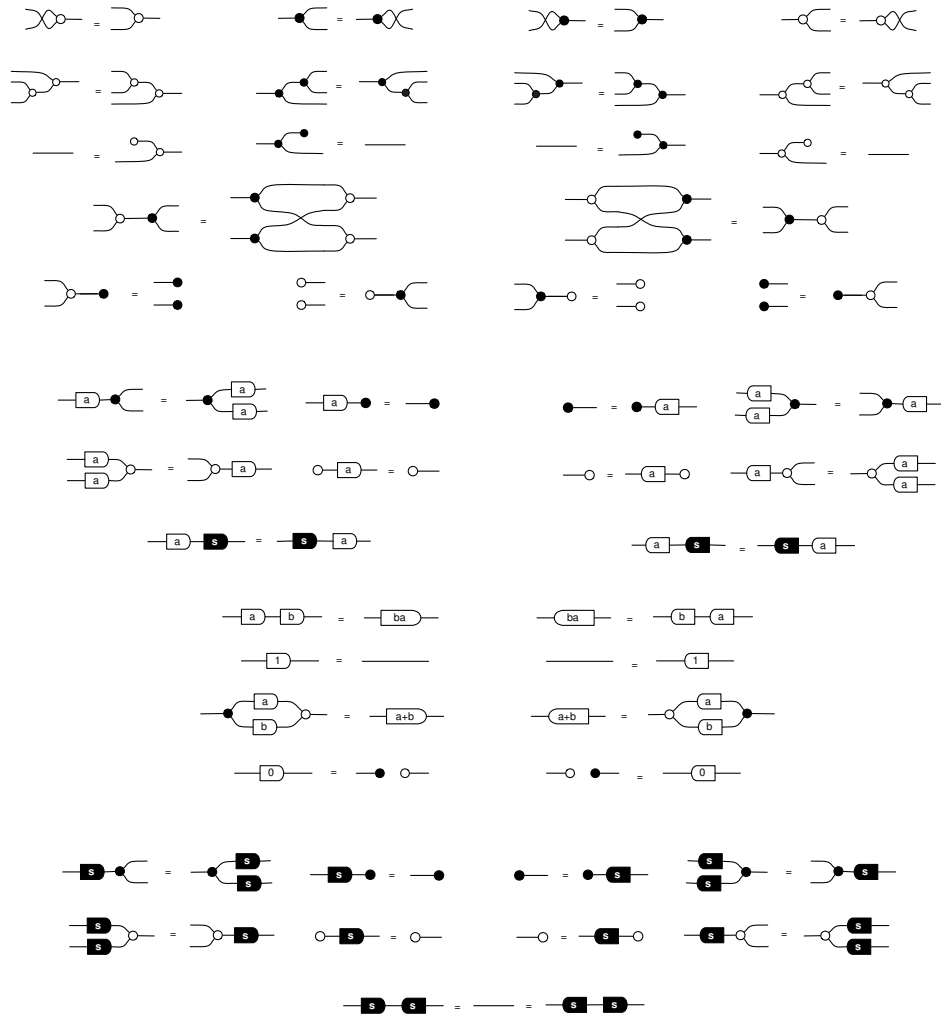 = = = =
= = = =
= = = =
= =
= = = =
a = a a a = = a a a = a
a a = a a = = a a a = a a
a s = s a a s = s a
a b = ba ba = b a
1 = = 1
a b = a+b a+b = a b
0 = = 0
s = s s s = = s s s = s
s s = s s = = s s = s s
s s = = s s